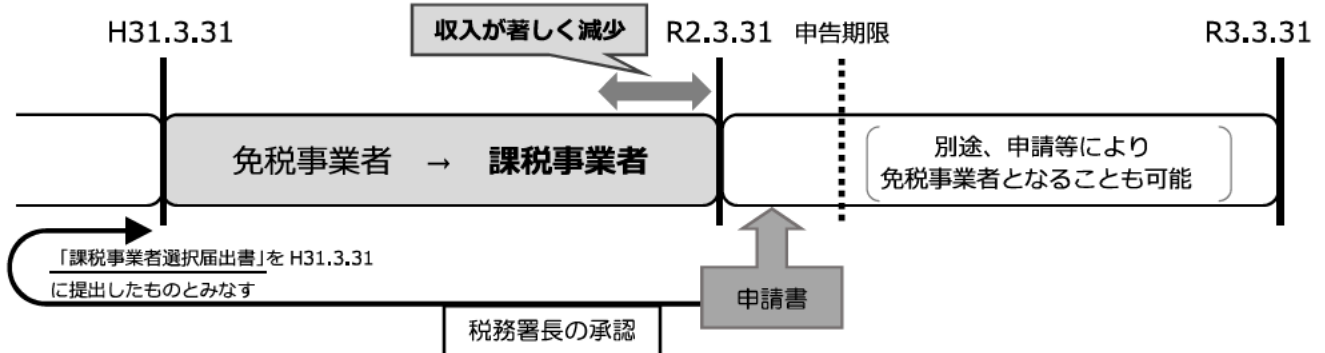 H31.3.31
収入が著しく減少
R2.3.31
申告期限
R3.3.31
免税事業者 → 課税事業者
別途、申請等により
免税事業者となることも可能
「課税事業者選択届出書」を H31.3.31
に提出したものとみなす
申請書
税務署長の承認